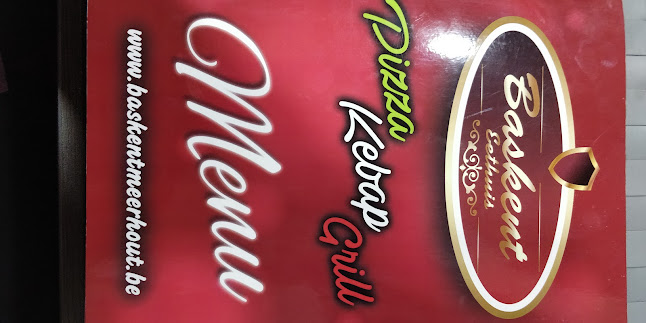 Baskent
Eethuis
Pizza
Kebap
Grill
Menu
www.baskentmeerhout.be